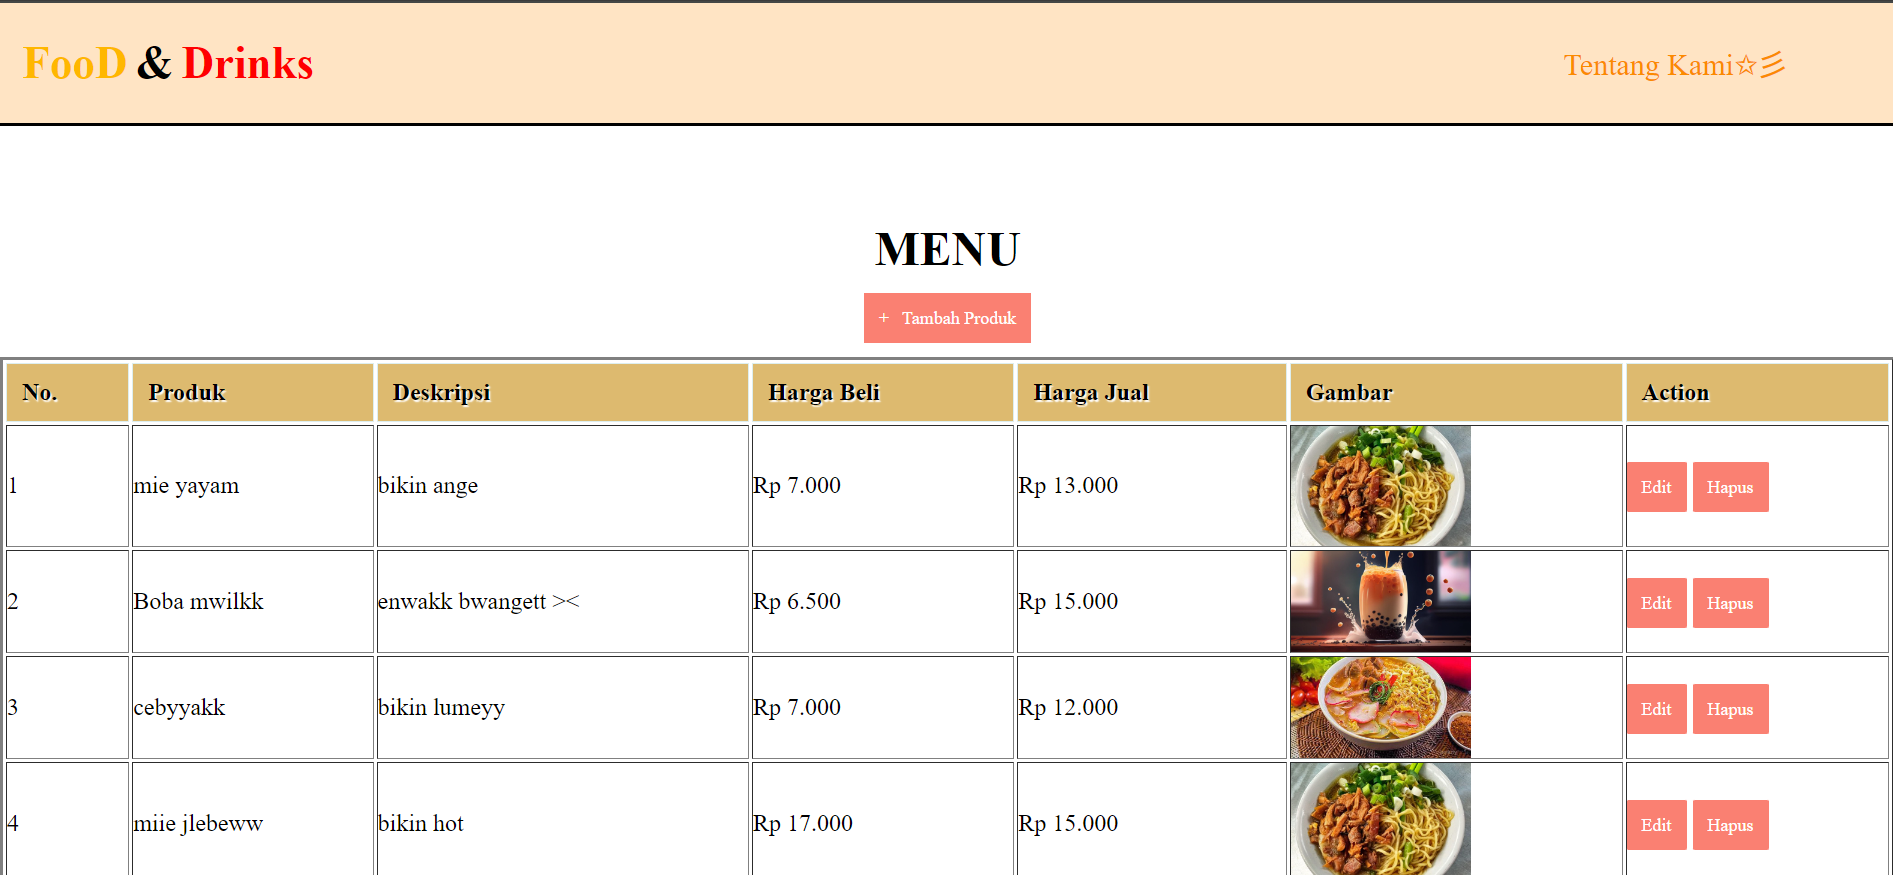 FooD & Drinks
Tentang Kami☆彡
MENU
+ Tambah Produk
No. Produk Deskripsi Harga Beli Harga Jual Gambar Action
1 mie yayam bikin ange Rp 7.000 Rp 13.000 Edit Hapus
2 Boba mwilkk enwakk bwangett >< Rp 6.500 Rp 15.000 Edit Hapus
3 cebyyakk bikin lumeyy Rp 7.000 Rp 12.000 Edit Hapus
4 miie jlebeww bikin hot Rp 17.000 Rp 15.000 Edit Hapus